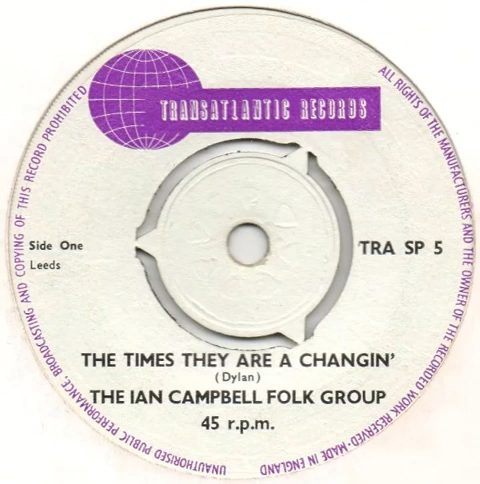 TRANSATLANTIC RECORDS
ALL RIGHTS OF THE MANUFACTURERS AND THE OWNER OF THE RECORDED WORK RESERVED · MADE IN ENGLAND
UNAUTHORISED PUBLIC PERFORMANCE, BROADCASTING AND COPYING OF THIS RECORD PROHIBITED
Side One
Leeds
TRA SP 5
THE TIMES THEY ARE A CHANGIN'
(Dylan)
THE IAN CAMPBELL FOLK GROUP
45 r.p.m.